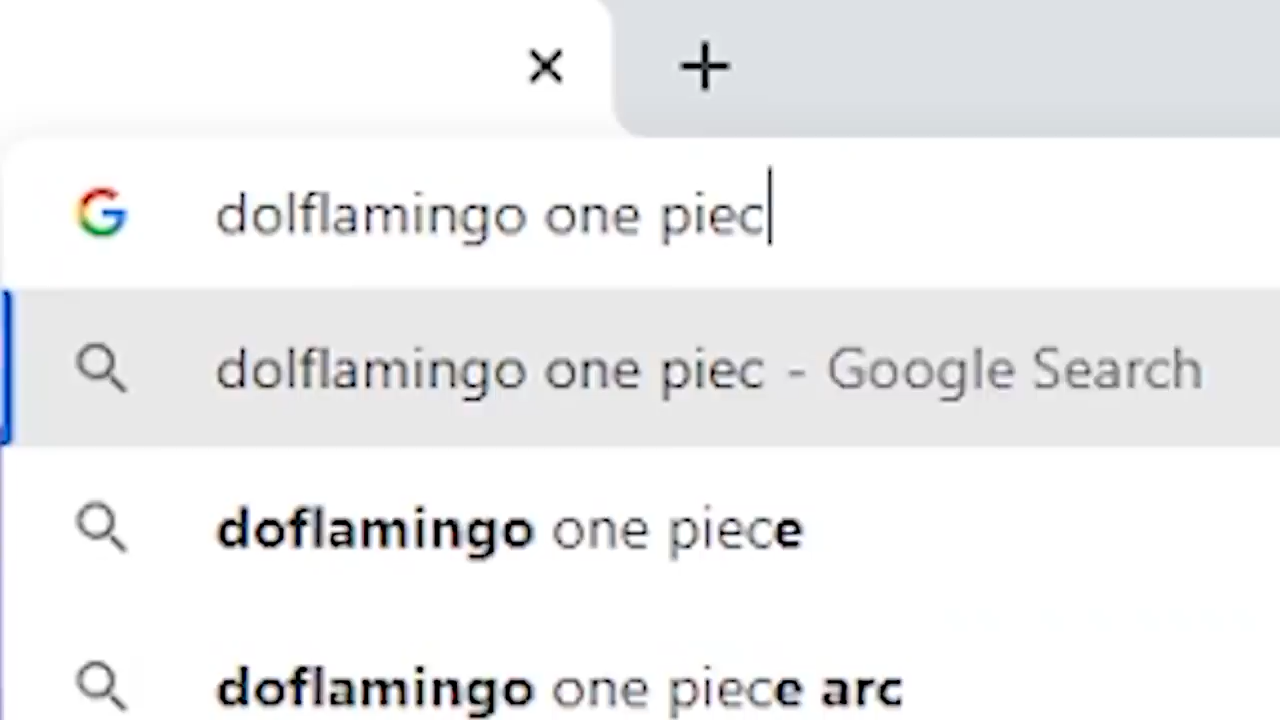 dolflamingo one piec
dolflamingo one piec - Google Search
doflamingo one piece
doflamingo one piece arc